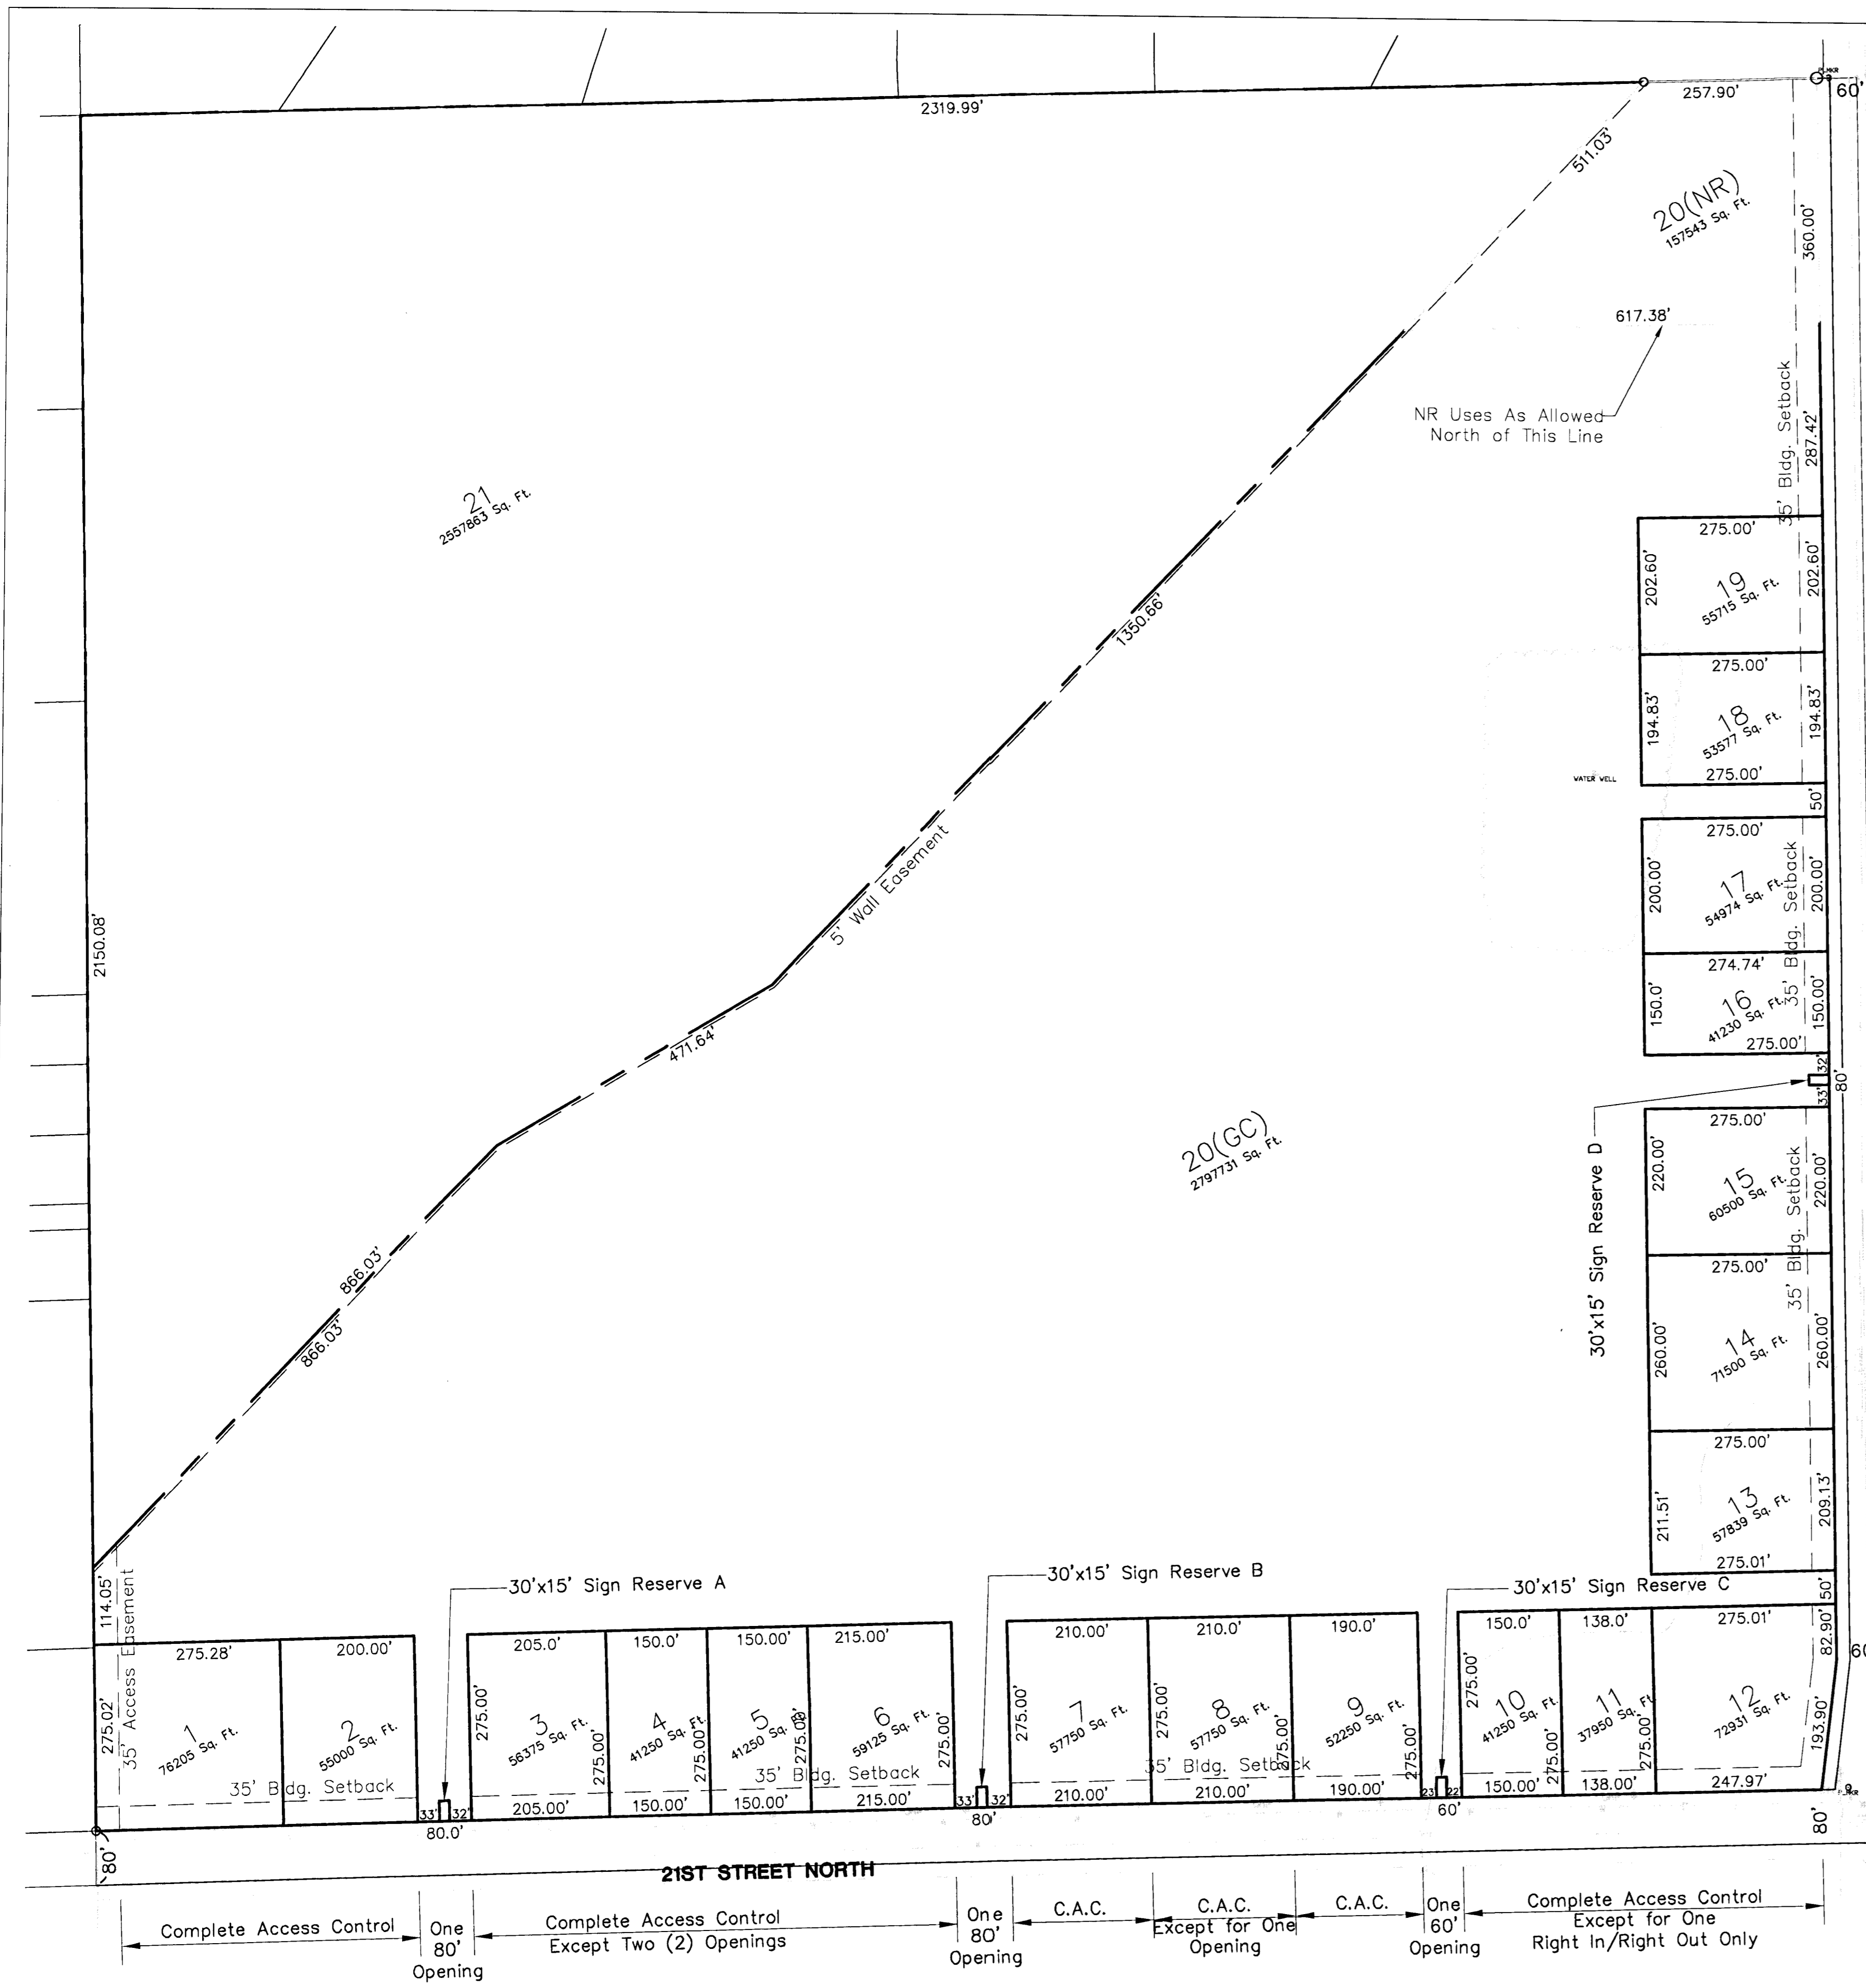 60'
2319.99'
257.90'
511.03'
20(NR)
157543 Sq. Ft.
360.00'
617.38'
NR Uses As Allowed
North of This Line
35' Bldg. Setback
287.42'
21
2557863 Sq. Ft.
275.00'
202.60'
19
55715 Sq. Ft.
202.60'
1350.66'
275.00'
194.83'
18
53577 Sq. Ft.
194.83'
WATER WELL
275.00'
50'
275.00'
200.00'
17
54974 Sq. Ft.
35' Bldg. Setback
200.00'
5' Wall Easement
2150.08'
274.74'
150.0'
16
41230 Sq. Ft.
150.00'
275.00'
471.64'
32'
80'
33'
275.00'
20(GC)
2797731 Sq. Ft.
30'x15' Sign Reserve D
220.00'
15
60500 Sq. Ft.
35' Bldg. Setback
220.00'
275.00'
866.03'
866.03'
260.00'
14
71500 Sq. Ft.
260.00'
275.00'
211.51'
13
57839 Sq. Ft.
209.13'
275.01'
50'
114.05'
35' Access Easement
30'x15' Sign Reserve A
30'x15' Sign Reserve B
30'x15' Sign Reserve C
275.28'
200.00'
205.0'
150.0'
150.00'
215.00'
210.00'
210.0'
190.0'
150.0'
138.0'
275.01'
82.90'
60
275.02'
1
76205 Sq. Ft.
2
55000 Sq. Ft.
275.00'
3
56375 Sq. Ft.
275.00'
4
41250 Sq. Ft.
275.00'
5
41250 Sq. Ft.
275.00'
6
59125 Sq. Ft.
275.00'
275.00'
7
57750 Sq. Ft.
275.00'
8
57750 Sq. Ft.
275.00'
9
52250 Sq. Ft.
275.00'
275.00'
10
41250 Sq. Ft.
275.00'
11
37950 Sq. Ft.
275.00'
12
72931 Sq. Ft.
193.90'
35' Bldg. Setback
35' Bldg. Setback
35' Bldg. Setback
33'
32'
205.00'
150.00'
150.00'
215.00'
33'
32'
210.00'
210.00'
190.00'
23'
22'
150.00'
138.00'
247.97'
80'
80.0'
80'
60'
80'
21ST STREET NORTH
Complete Access Control
One
80'
Opening
Complete Access Control
Except Two (2) Openings
One
80'
Opening
C.A.C.
C.A.C.
Except for One
Opening
C.A.C.
One
60'
Opening
Complete Access Control
Except for One
Right In/Right Out Only